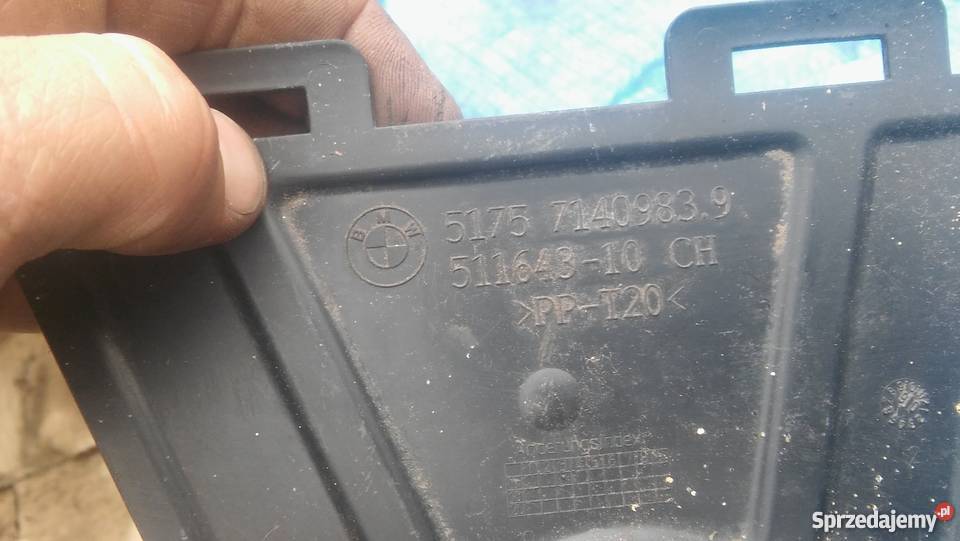 BMW
5175 7140983.9
511643-10 CH
>PP-T20<
Änderungsindex
Sprzedajemy.pl